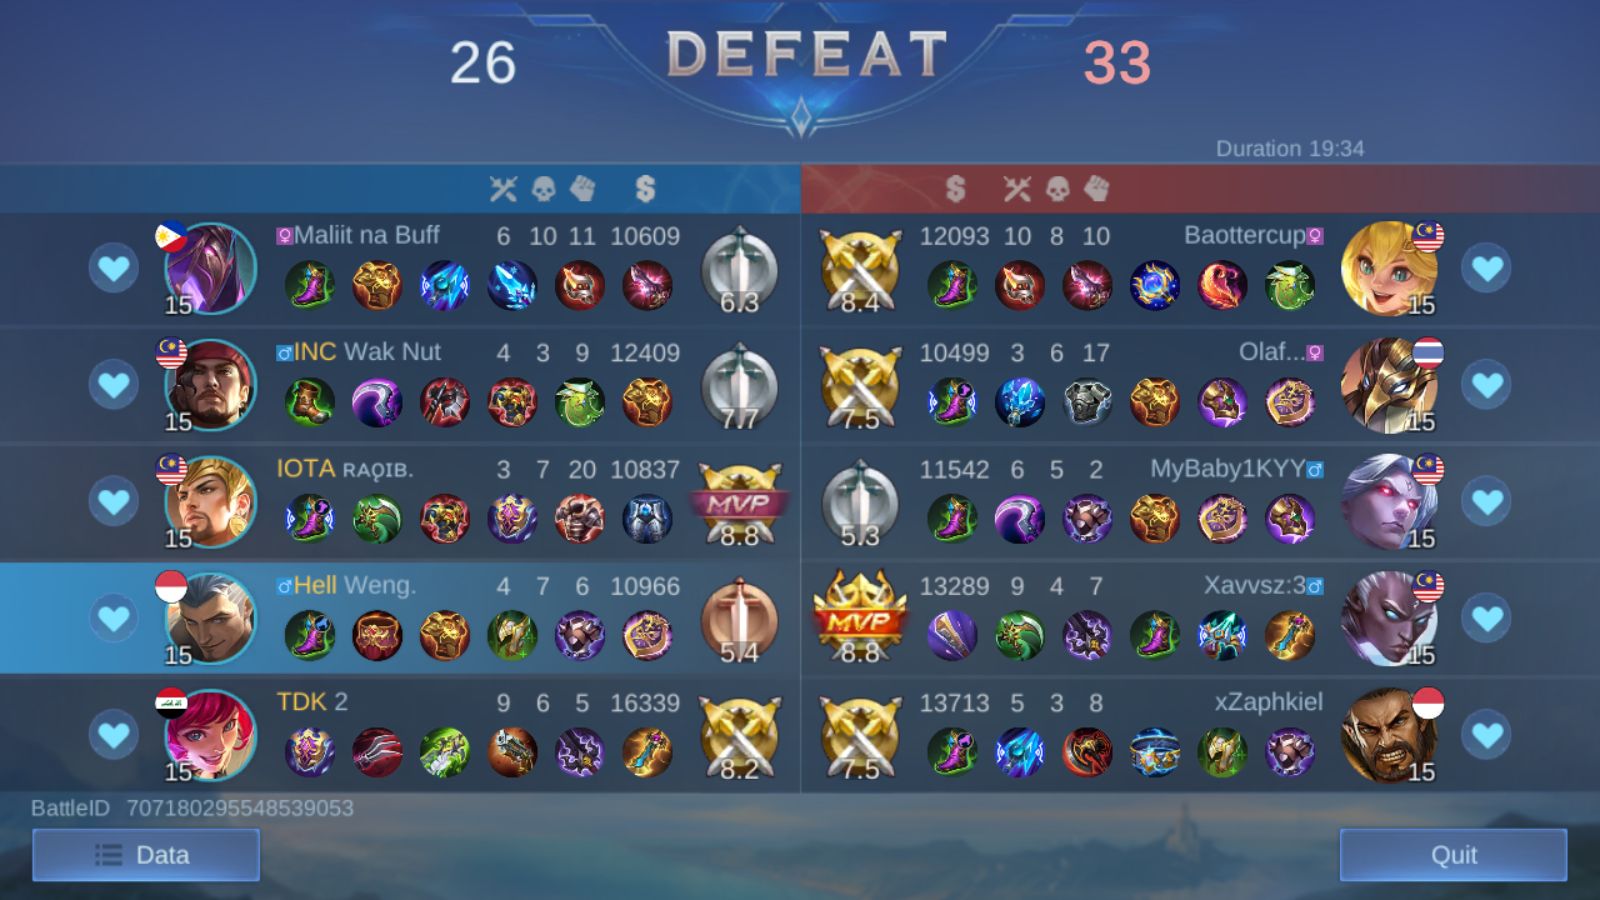 26 DEFEAT 33
Duration 19:34
Maliit na Buff 6 10 11 10609
15 6.3
12093 10 8 10 Baottercup
8.4 15
INC Wak Nut 4 3 9 12409
15 7.7
10499 3 6 17 Olaf...
7.5 15
IOTA ʀᴀǫɪʙ. 3 7 20 10837
MVP
15 8.8
11542 6 5 2 MyBaby1KYY
5.3 15
Hell Weng. 4 7 6 10966
15 5.4
13289 9 4 7 Xavvsz:3
MVP
8.8 15
TDK 2 9 6 5 16339
15 8.2
13713 5 3 8 xZaphkiel
7.5 15
BattleID 707180295548539053
Data
Quit